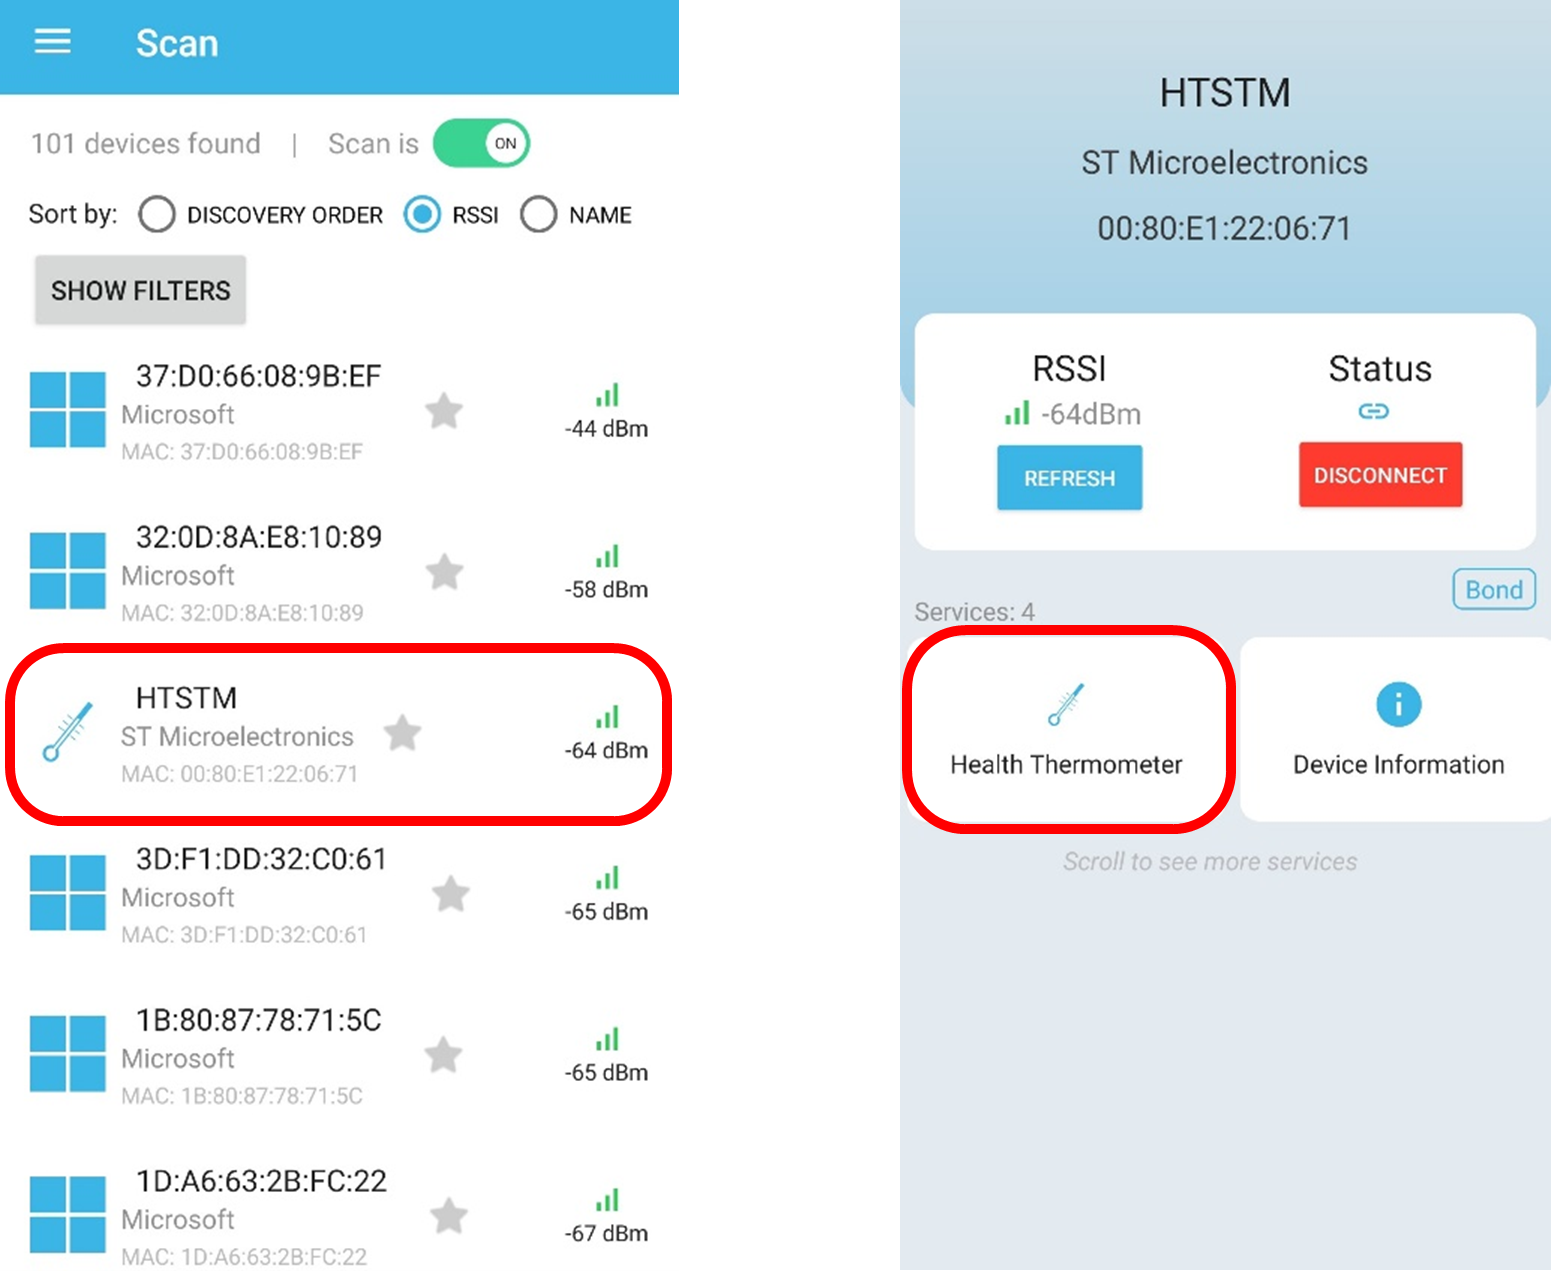 Scan
101 devices found | Scan is ON
Sort by: DISCOVERY ORDER RSSI NAME
SHOW FILTERS
37:D0:66:08:9B:EF
Microsoft
MAC: 37:D0:66:08:9B:EF
-44 dBm
32:0D:8A:E8:10:89
Microsoft
MAC: 32:0D:8A:E8:10:89
-58 dBm
HTSTM
ST Microelectronics
MAC: 00:80:E1:22:06:71
-64 dBm
3D:F1:DD:32:C0:61
Microsoft
MAC: 3D:F1:DD:32:C0:61
-65 dBm
1B:80:87:78:71:5C
Microsoft
MAC: 1B:80:87:78:71:5C
-65 dBm
1D:A6:63:2B:FC:22
Microsoft
MAC: 1D:A6:63:2B:FC:22
-67 dBm
HTSTM
ST Microelectronics
00:80:E1:22:06:71
RSSI
-64dBm
REFRESH
Status
DISCONNECT
Bond
Services: 4
Health Thermometer
Device Information
Scroll to see more services